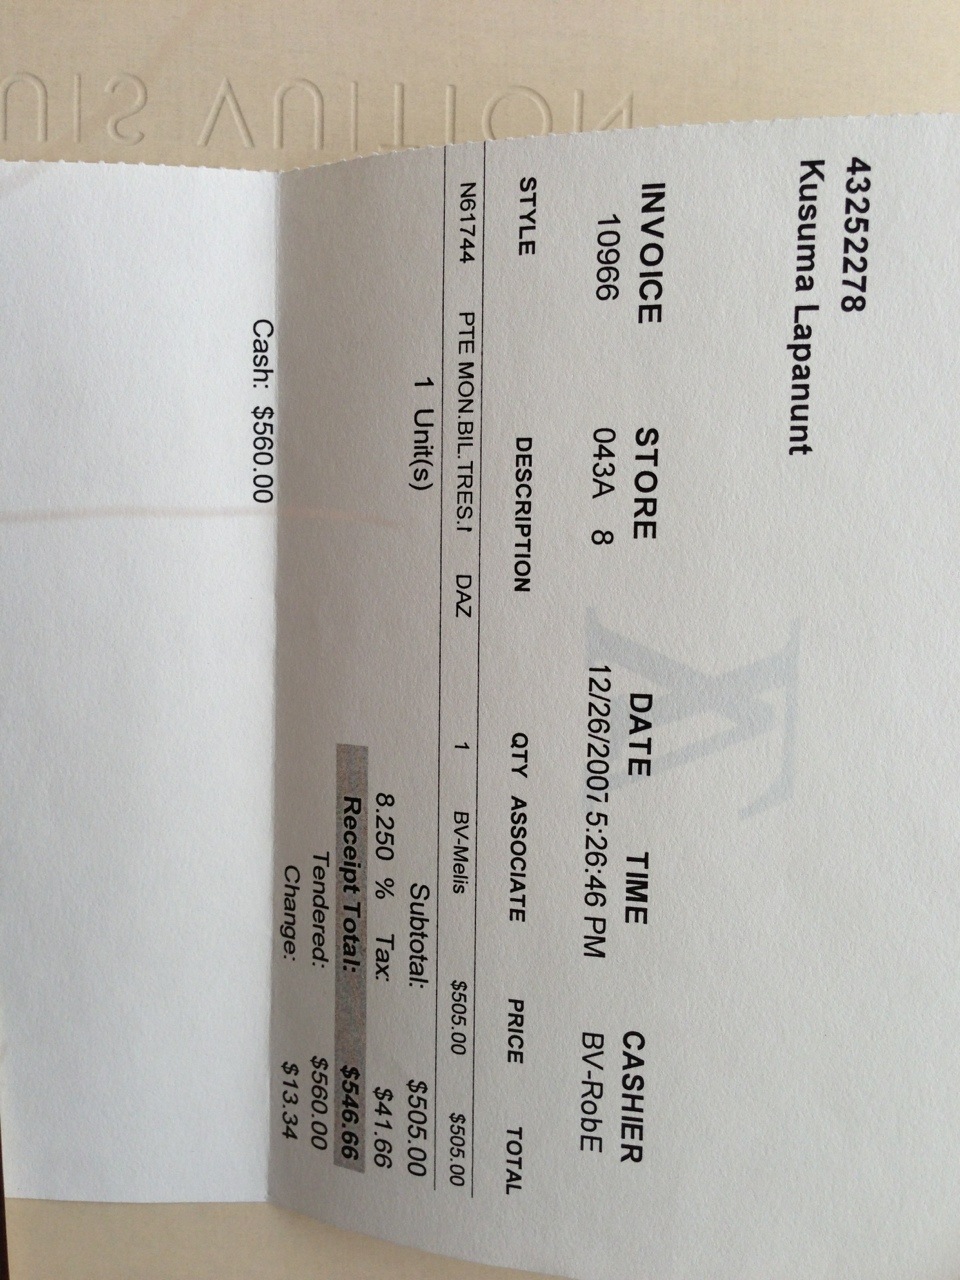 UIS VUITTON
43252278
Kusuma Lapanunt
INVOICE STORE DATE TIME CASHIER
10966 043A 8 12/26/2007 5:26:46 PM BV-RobE
STYLE DESCRIPTION QTY ASSOCIATE PRICE TOTAL
N61744 PTE MON.BIL.TRES. DAZ 1 BV-Melis $505.00 $505.00
1 Unit(s) Subtotal: $505.00
8.250 % Tax: $41.66
Receipt Total: $546.66
Tendered: $560.00
Change: $13.34
Cash: $560.00